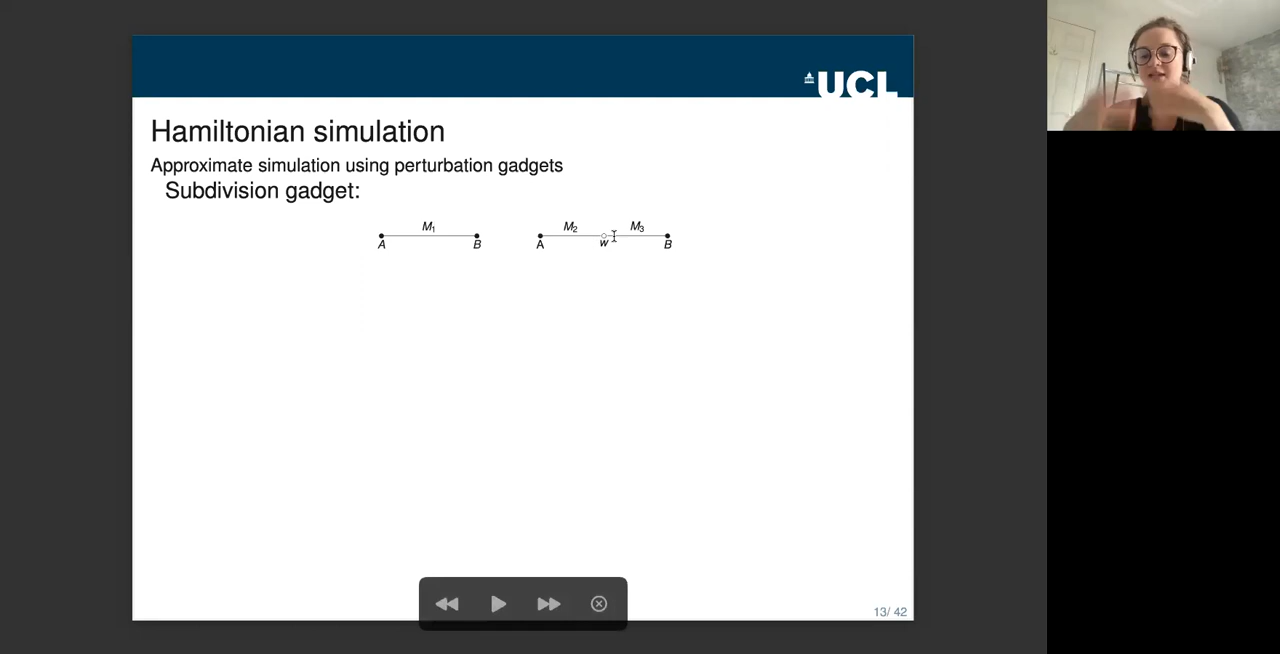 UCL
Hamiltonian simulation
Approximate simulation using perturbation gadgets
Subdivision gadget:
M1 M2 M3
A B A w B
13/ 42